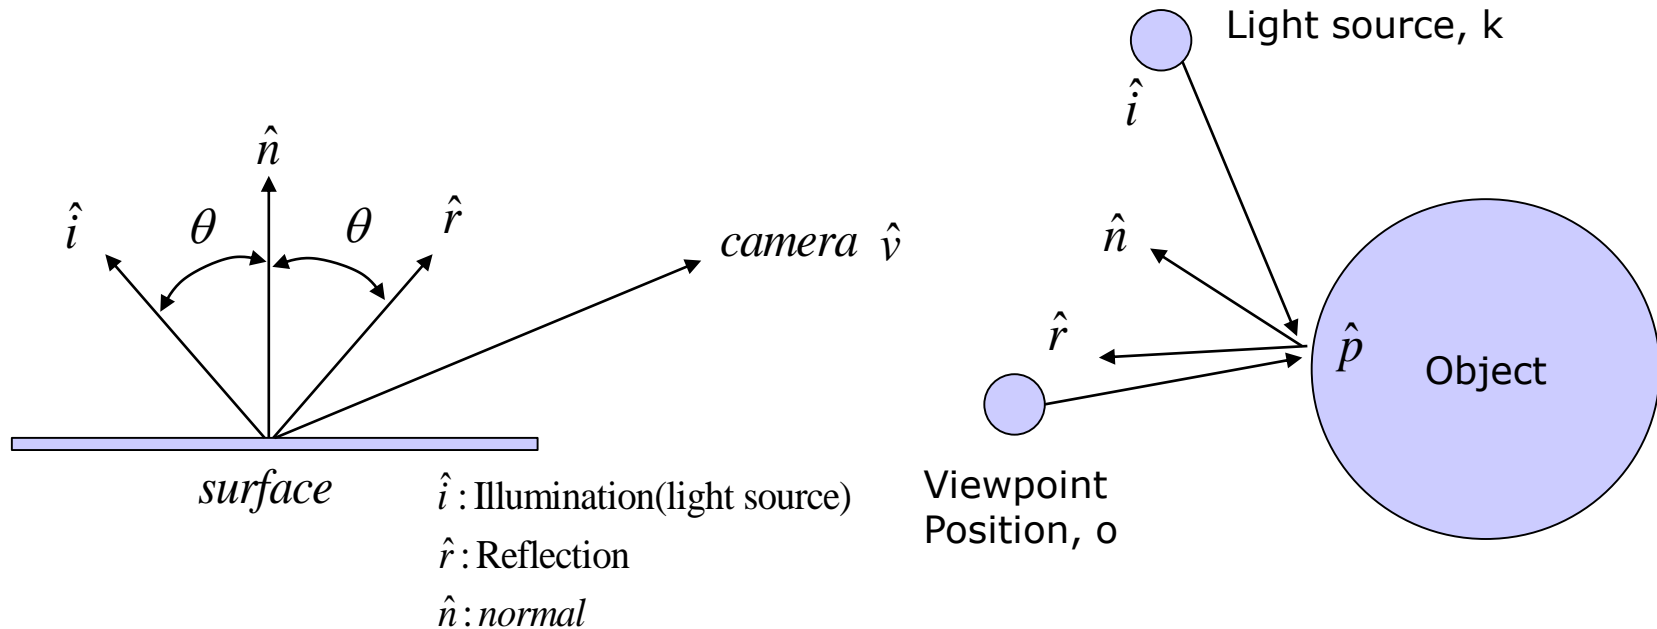 n̂
î
θ
θ
r̂
camera v̂
surface
î : Illumination(light source)
r̂ : Reflection
n̂ : normal
Light source, k
î
n̂
r̂
p̂
Object
Viewpoint
Position, o